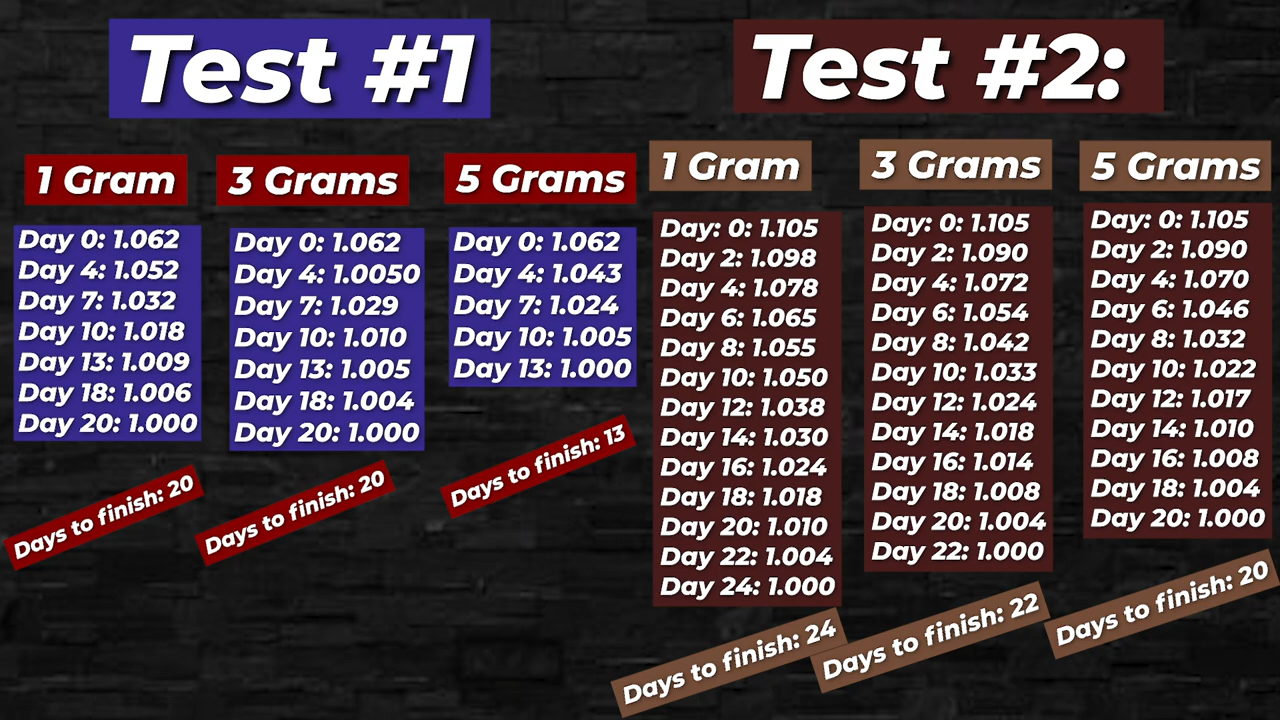 Test #1
1 Gram
Day 0: 1.062
Day 4: 1.052
Day 7: 1.032
Day 10: 1.018
Day 13: 1.009
Day 18: 1.006
Day 20: 1.000
Days to finish: 20
3 Grams
Day 0: 1.062
Day 4: 1.0050
Day 7: 1.029
Day 10: 1.010
Day 13: 1.005
Day 18: 1.004
Day 20: 1.000
Days to finish: 20
5 Grams
Day 0: 1.062
Day 4: 1.043
Day 7: 1.024
Day 10: 1.005
Day 13: 1.000
Days to finish: 13
Test #2:
1 Gram
Day: 0: 1.105
Day 2: 1.098
Day 4: 1.078
Day 6: 1.065
Day 8: 1.055
Day 10: 1.050
Day 12: 1.038
Day 14: 1.030
Day 16: 1.024
Day 18: 1.018
Day 20: 1.010
Day 22: 1.004
Day 24: 1.000
Days to finish: 24
3 Grams
Day: 0: 1.105
Day 2: 1.090
Day 4: 1.072
Day 6: 1.054
Day 8: 1.042
Day 10: 1.033
Day 12: 1.024
Day 14: 1.018
Day 16: 1.014
Day 18: 1.008
Day 20: 1.004
Day 22: 1.000
Days to finish: 22
5 Grams
Day: 0: 1.105
Day 2: 1.090
Day 4: 1.070
Day 6: 1.046
Day 8: 1.032
Day 10: 1.022
Day 12: 1.017
Day 14: 1.010
Day 16: 1.008
Day 18: 1.004
Day 20: 1.000
Days to finish: 20